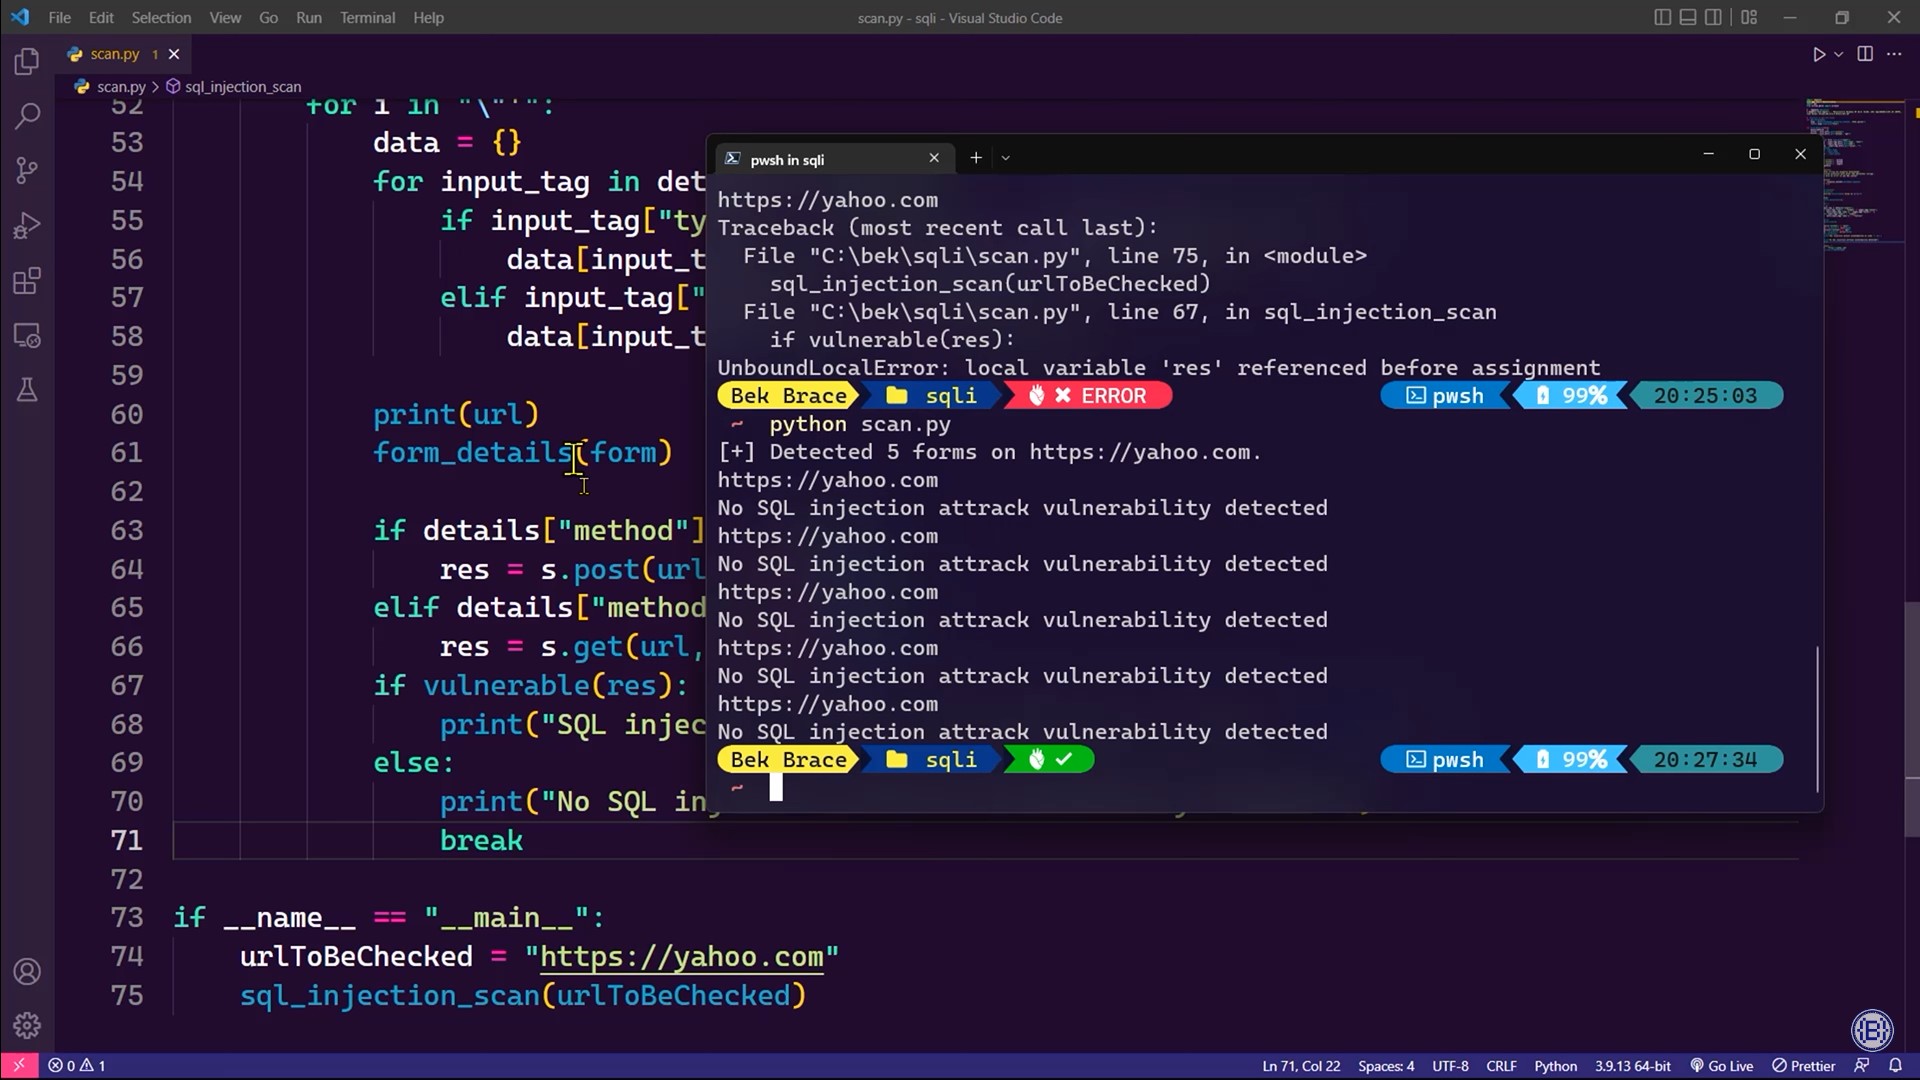 File Edit Selection View Go Run Terminal Help
scan.py - sqli - Visual Studio Code
scan.py 1
scan.py > sql_injection_scan
52 for i in "\"'":
53 data = {}
54 for input_tag in det
55 if input_tag["ty
56 data[input_t
57 elif input_tag["
58 data[input_t
59
60 print(url)
61 form_details(form)
62
63 if details["method"]
64 res = s.post(url
65 elif details["method
66 res = s.get(url,
67 if vulnerable(res):
68 print("SQL injec
69 else:
70 print("No SQL in
71 break
72
73 if __name__ == "__main__":
74 urlToBeChecked = "https://yahoo.com"
75 sql_injection_scan(urlToBeChecked)
pwsh in sqli
https://yahoo.com
Traceback (most recent call last):
File "C:\bek\sqli\scan.py", line 75, in <module>
sql_injection_scan(urlToBeChecked)
File "C:\bek\sqli\scan.py", line 67, in sql_injection_scan
if vulnerable(res):
UnboundLocalError: local variable 'res' referenced before assignment
Bek Brace sqli ERROR pwsh 99% 20:25:03
~ python scan.py
[+] Detected 5 forms on https://yahoo.com.
https://yahoo.com
No SQL injection attrack vulnerability detected
https://yahoo.com
No SQL injection attrack vulnerability detected
https://yahoo.com
No SQL injection attrack vulnerability detected
https://yahoo.com
No SQL injection attrack vulnerability detected
https://yahoo.com
No SQL injection attrack vulnerability detected
Bek Brace sqli pwsh 99% 20:27:34
~
0 1
Ln 71, Col 22 Spaces: 4 UTF-8 CRLF Python 3.9.13 64-bit Go Live Prettier